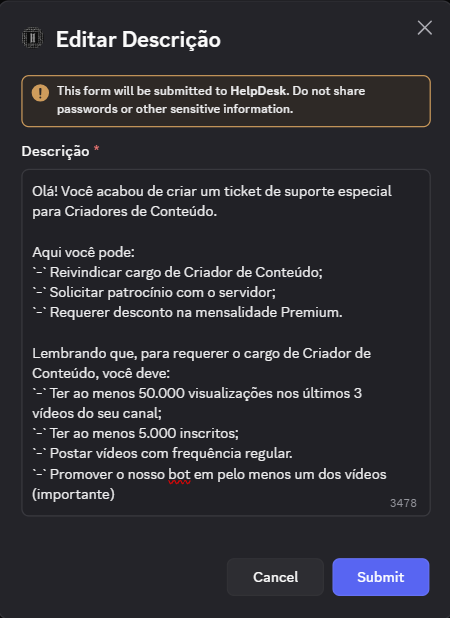 Editar Descrição
This form will be submitted to HelpDesk. Do not share
passwords or other sensitive information.
Descrição *
Olá! Você acabou de criar um ticket de suporte especial
para Criadores de Conteúdo.
Aqui você pode:
`-` Reivindicar cargo de Criador de Conteúdo;
`-` Solicitar patrocínio com o servidor;
`-` Requerer desconto na mensalidade Premium.
Lembrando que, para requerer o cargo de Criador de
Conteúdo, você deve:
`-` Ter ao menos 50.000 visualizações nos últimos 3
vídeos do seu canal;
`-` Ter ao menos 5.000 inscritos;
`-` Postar vídeos com frequência regular.
`-` Promover o nosso bot em pelo menos um dos vídeos
(importante)
3478
Cancel
Submit